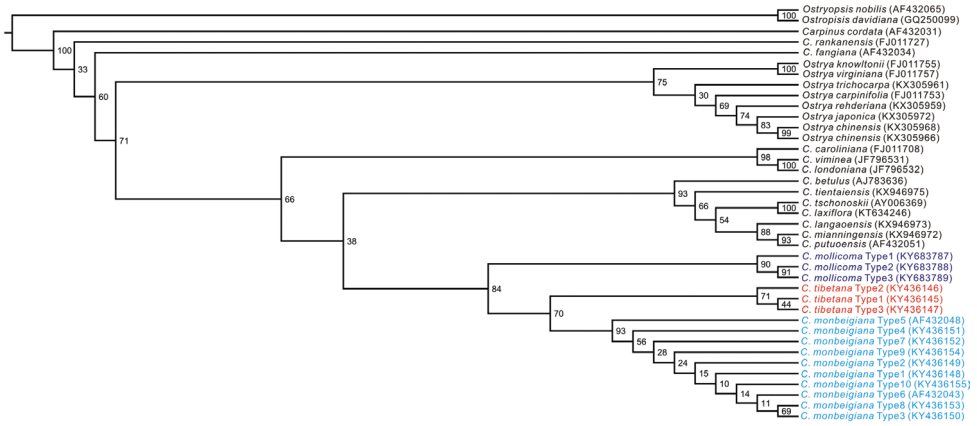 Ostryopsis nobilis (AF432065)
100
Ostropisis davidiana (GQ250099)
Carpinus cordata (AF432031)
100
C. rankanensis (FJ011727)
33
C. fangiana (AF432034)
60
Ostrya knowltonii (FJ011755)
100
Ostrya virginiana (FJ011757)
75
Ostrya trichocarpa (KX305961)
30
Ostrya carpinifolia (FJ011753)
69
Ostrya rehderiana (KX305959)
74
Ostrya japonica (KX305972)
83
Ostrya chinensis (KX305968)
99
Ostrya chinensis (KX305966)
71
C. caroliniana (FJ011708)
98
C. viminea (JF796531)
100
C. londoniana (JF796532)
66
C. betulus (AJ783636)
93
C. tientaiensis (KX946975)
66
C. tschonoskii (AY006369)
100
C. laxiflora (KT634246)
54
C. langaoensis (KX946973)
88
C. mianningensis (KX946972)
93
C. putuoensis (AF432051)
38
C. mollicoma Type1 (KY683787)
90
C. mollicoma Type2 (KY683788)
91
C. mollicoma Type3 (KY683789)
84
C. tibetana Type2 (KY436146)
71
C. tibetana Type1 (KY436145)
44
C. tibetana Type3 (KY436147)
70
C. monbeigiana Type5 (AF432048)
93
C. monbeigiana Type4 (KY436151)
56
C. monbeigiana Type7 (KY436152)
28
C. monbeigiana Type9 (KY436154)
24
C. monbeigiana Type2 (KY436149)
15
C. monbeigiana Type1 (KY436148)
10
C. monbeigiana Type10 (KY436155)
14
C. monbeigiana Type6 (AF432043)
11
C. monbeigiana Type8 (KY436153)
69
C. monbeigiana Type3 (KY436150)